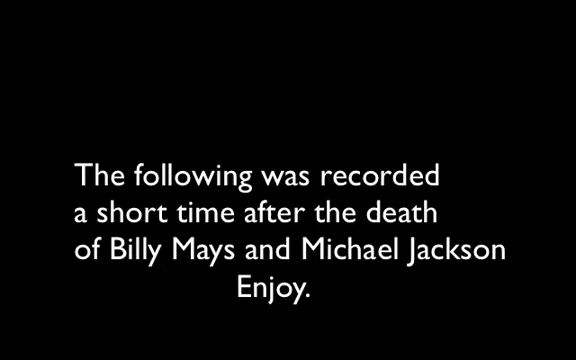 The following was recorded
a short time after the death
of Billy Mays and Michael Jackson
Enjoy.